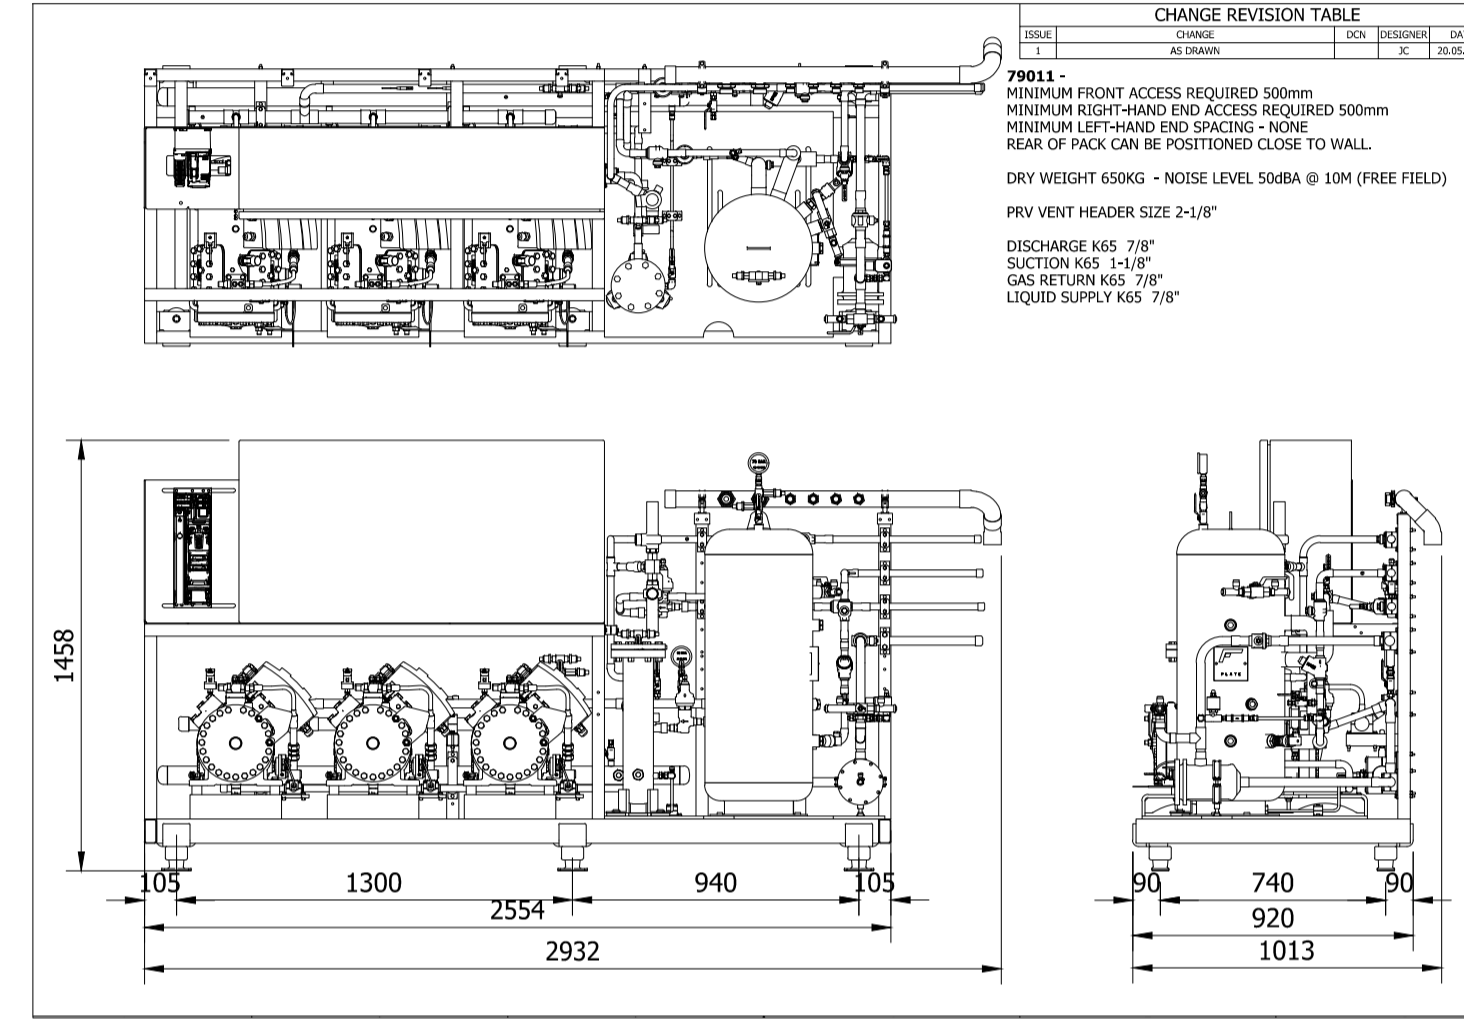 CHANGE REVISION TABLE
ISSUE CHANGE DCN DESIGNER
1 AS DRAWN JC 20.05.
79011 -
MINIMUM FRONT ACCESS REQUIRED 500mm
MINIMUM RIGHT-HAND END ACCESS REQUIRED 500mm
MINIMUM LEFT-HAND END SPACING - NONE
REAR OF PACK CAN BE POSITIONED CLOSE TO WALL.
DRY WEIGHT 650KG - NOISE LEVEL 50dBA @ 10M (FREE FIELD)
PRV VENT HEADER SIZE 2-1/8"
DISCHARGE K65 7/8"
SUCTION K65 1-1/8"
GAS RETURN K65 7/8"
LIQUID SUPPLY K65 7/8"
1458
PLATE
105 1300 940 105
2554
2932
90 740 90
920
1013